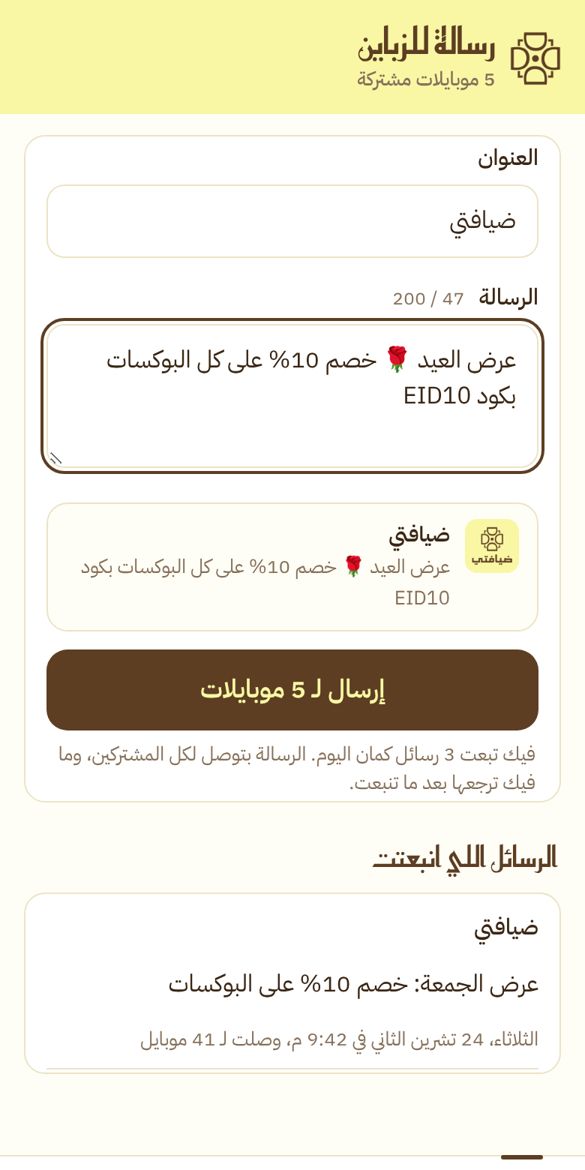 رسالة للزباين
5 موبايلات مشتركة
العنوان
ضيافتي
الرسالة 47 / 200
عرض العيد 🌹 خصم 10% على كل البوكسات
بكود EID10
ضيافتي
ضيافتي
عرض العيد 🌹 خصم 10% على كل البوكسات بكود
EID10
إرسال لـ 5 موبايلات
فيك تبعت 3 رسائل كمان اليوم. الرسالة بتوصل لكل المشتركين، وما
فيك ترجعها بعد ما تنبعت.
الرسائل اللي انبعتت
ضيافتي
عرض الجمعة: خصم 10% على البوكسات
الثلاثاء، 24 تشرين الثاني في 9:42 م، وصلت لـ 41 موبايل